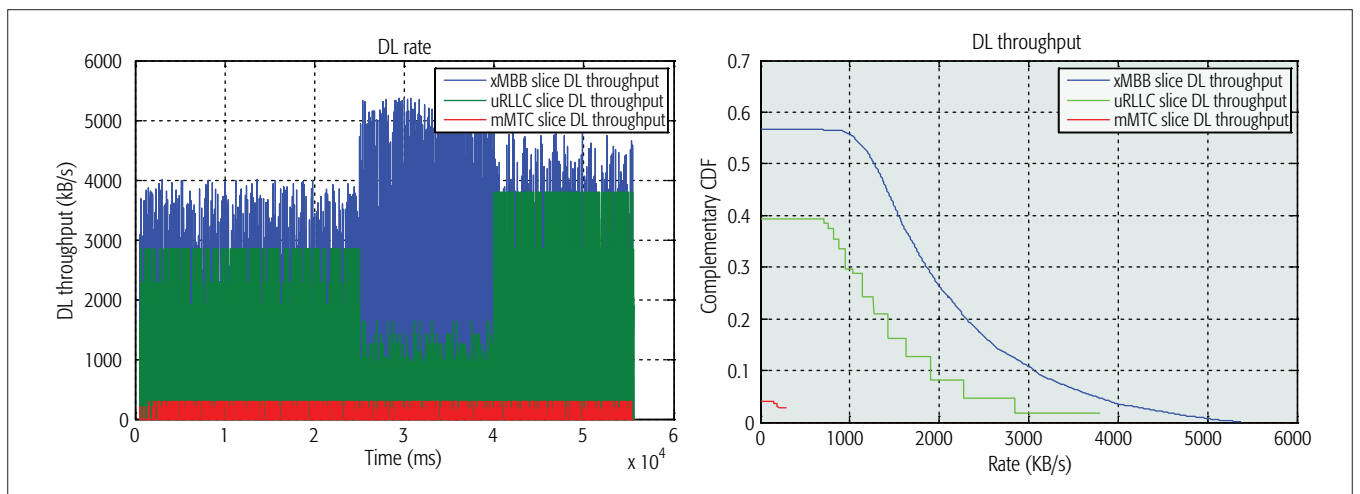 DL rate
6000
5000
4000
3000
2000
1000
0
DL throughput (kB/s)
xMBB slice DL throughput
uRLLC slice DL throughput
mMTC slice DL throughput
0
1
2
3
4
5
6
Time (ms)
x 10^4
DL throughput
0.7
0.6
0.5
0.4
0.3
0.2
0.1
0
Complementary CDF
xMBB slice DL throughput
uRLLC slice DL throughput
mMTC slice DL throughput
0
1000
2000
3000
4000
5000
6000
Rate (KB/s)